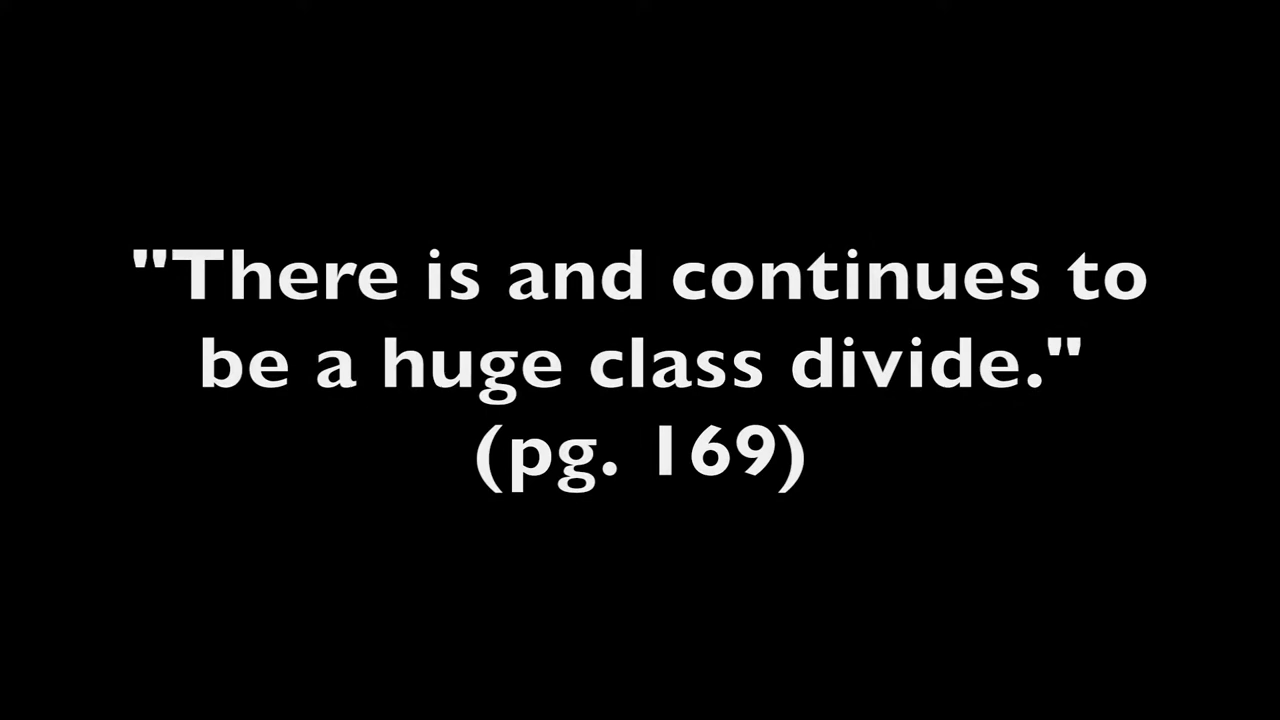 "There is and continues to
be a huge class divide."
(pg. 169)